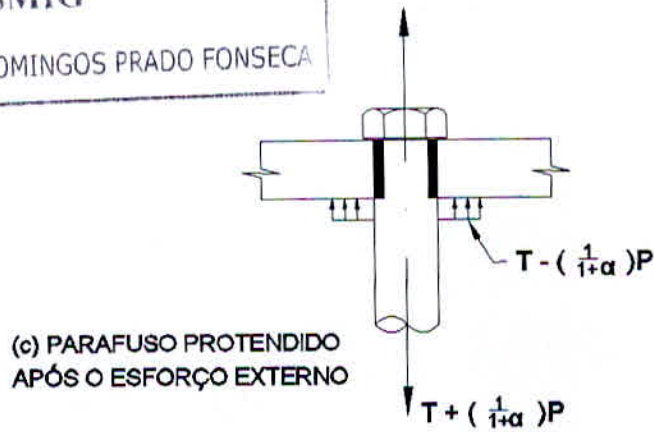 OMINGOS PRADO FONSECA
T - ( 1/1+α )P
(c) PARAFUSO PROTENDIDO
APÓS O ESFORÇO EXTERNO
T + ( 1/1+α )P